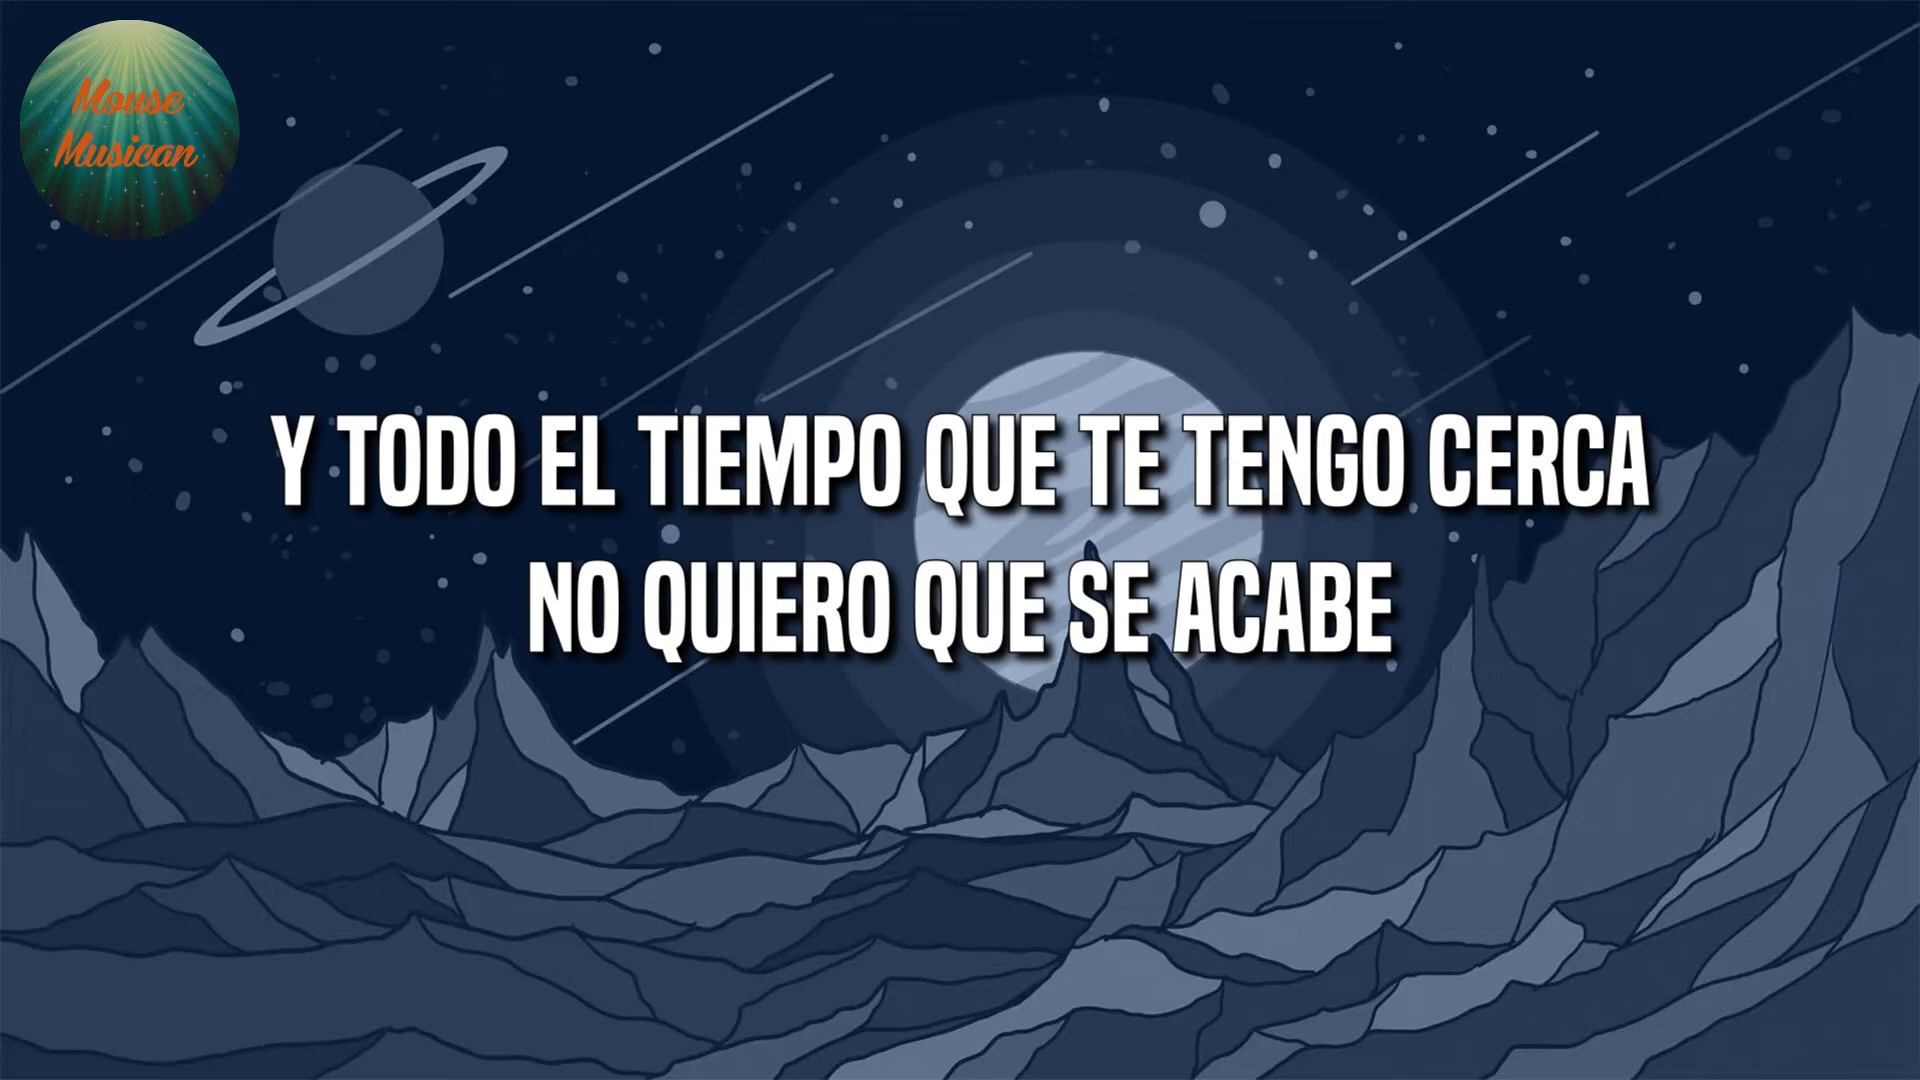 Mouse
Musican
Y TODO EL TIEMPO QUE TE TENGO CERCA
NO QUIERO QUE SE ACABE